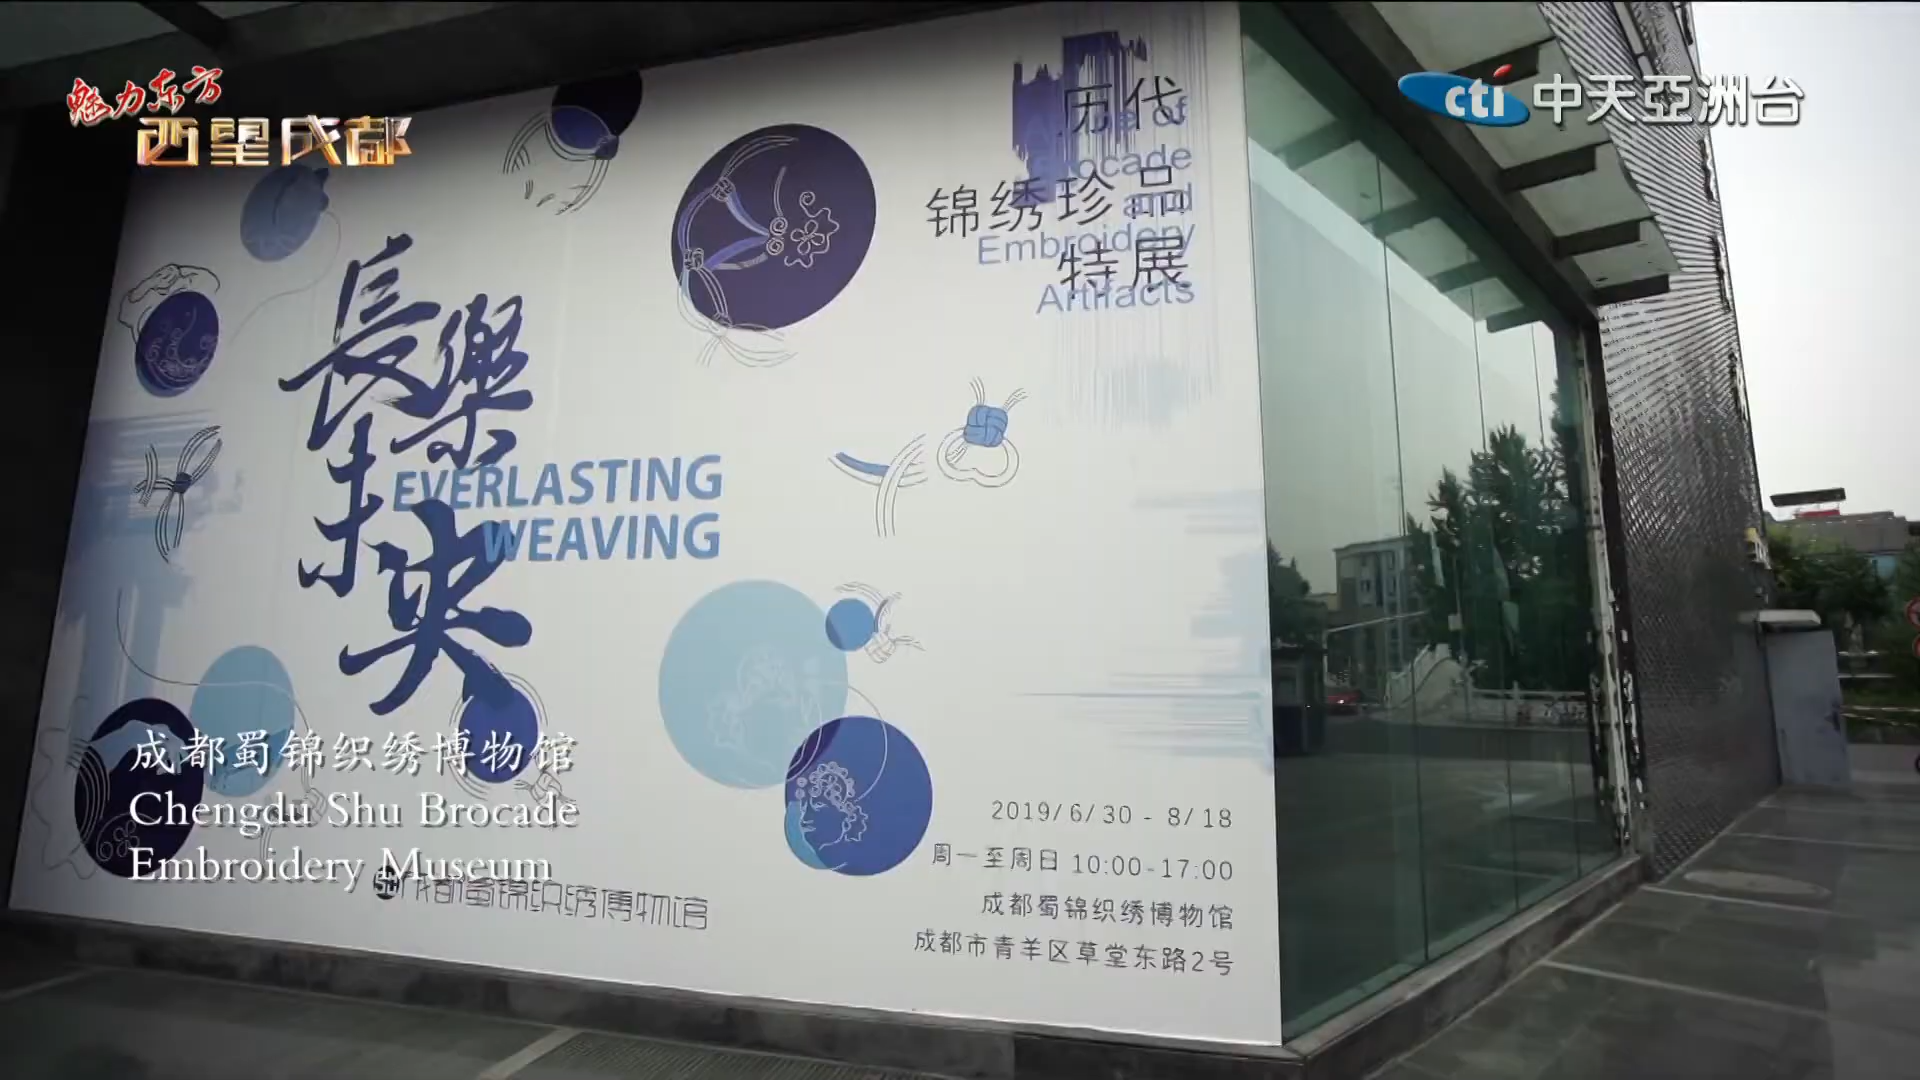 魅力东方
西望成都
cti 中天亞洲台
历代
锦绣珍品
特展
Brocade
and
Embroidery
Artifacts
長樂
未央
EVERLASTING
WEAVING
成都蜀锦织绣博物馆
Chengdu Shu Brocade
Embroidery Museum
成都蜀锦织绣博物馆
2019/6/30 - 8/18
周一至周日 10:00-17:00
成都蜀锦织绣博物馆
成都市青羊区草堂东路2号